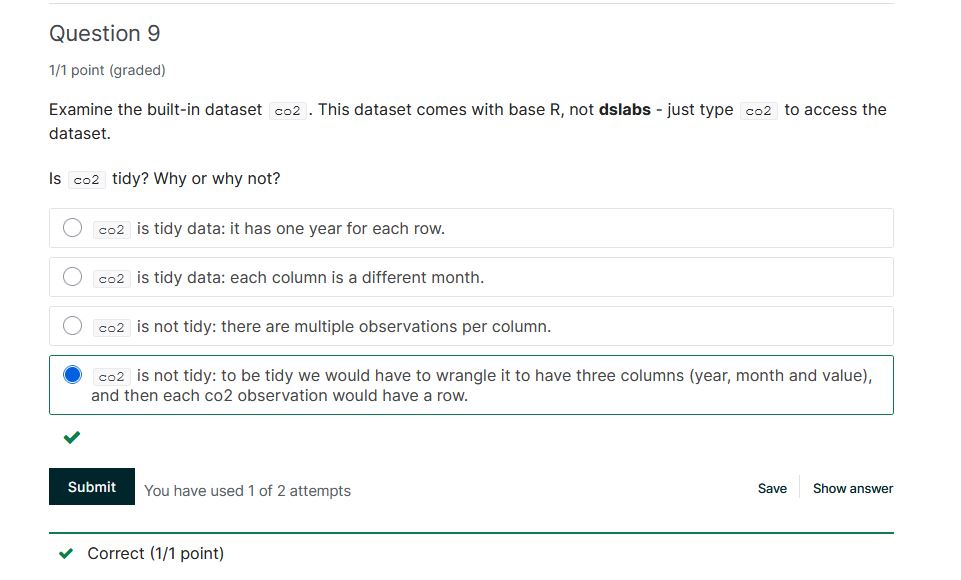 Question 9
1/1 point (graded)
Examine the built-in dataset co2 . This dataset comes with base R, not dslabs - just type co2 to access the
dataset.
Is co2 tidy? Why or why not?
co2 is tidy data: it has one year for each row.
co2 is tidy data: each column is a different month.
co2 is not tidy: there are multiple observations per column.
co2 is not tidy: to be tidy we would have to wrangle it to have three columns (year, month and value),
and then each co2 observation would have a row.
Submit You have used 1 of 2 attempts Save Show answer
Correct (1/1 point)